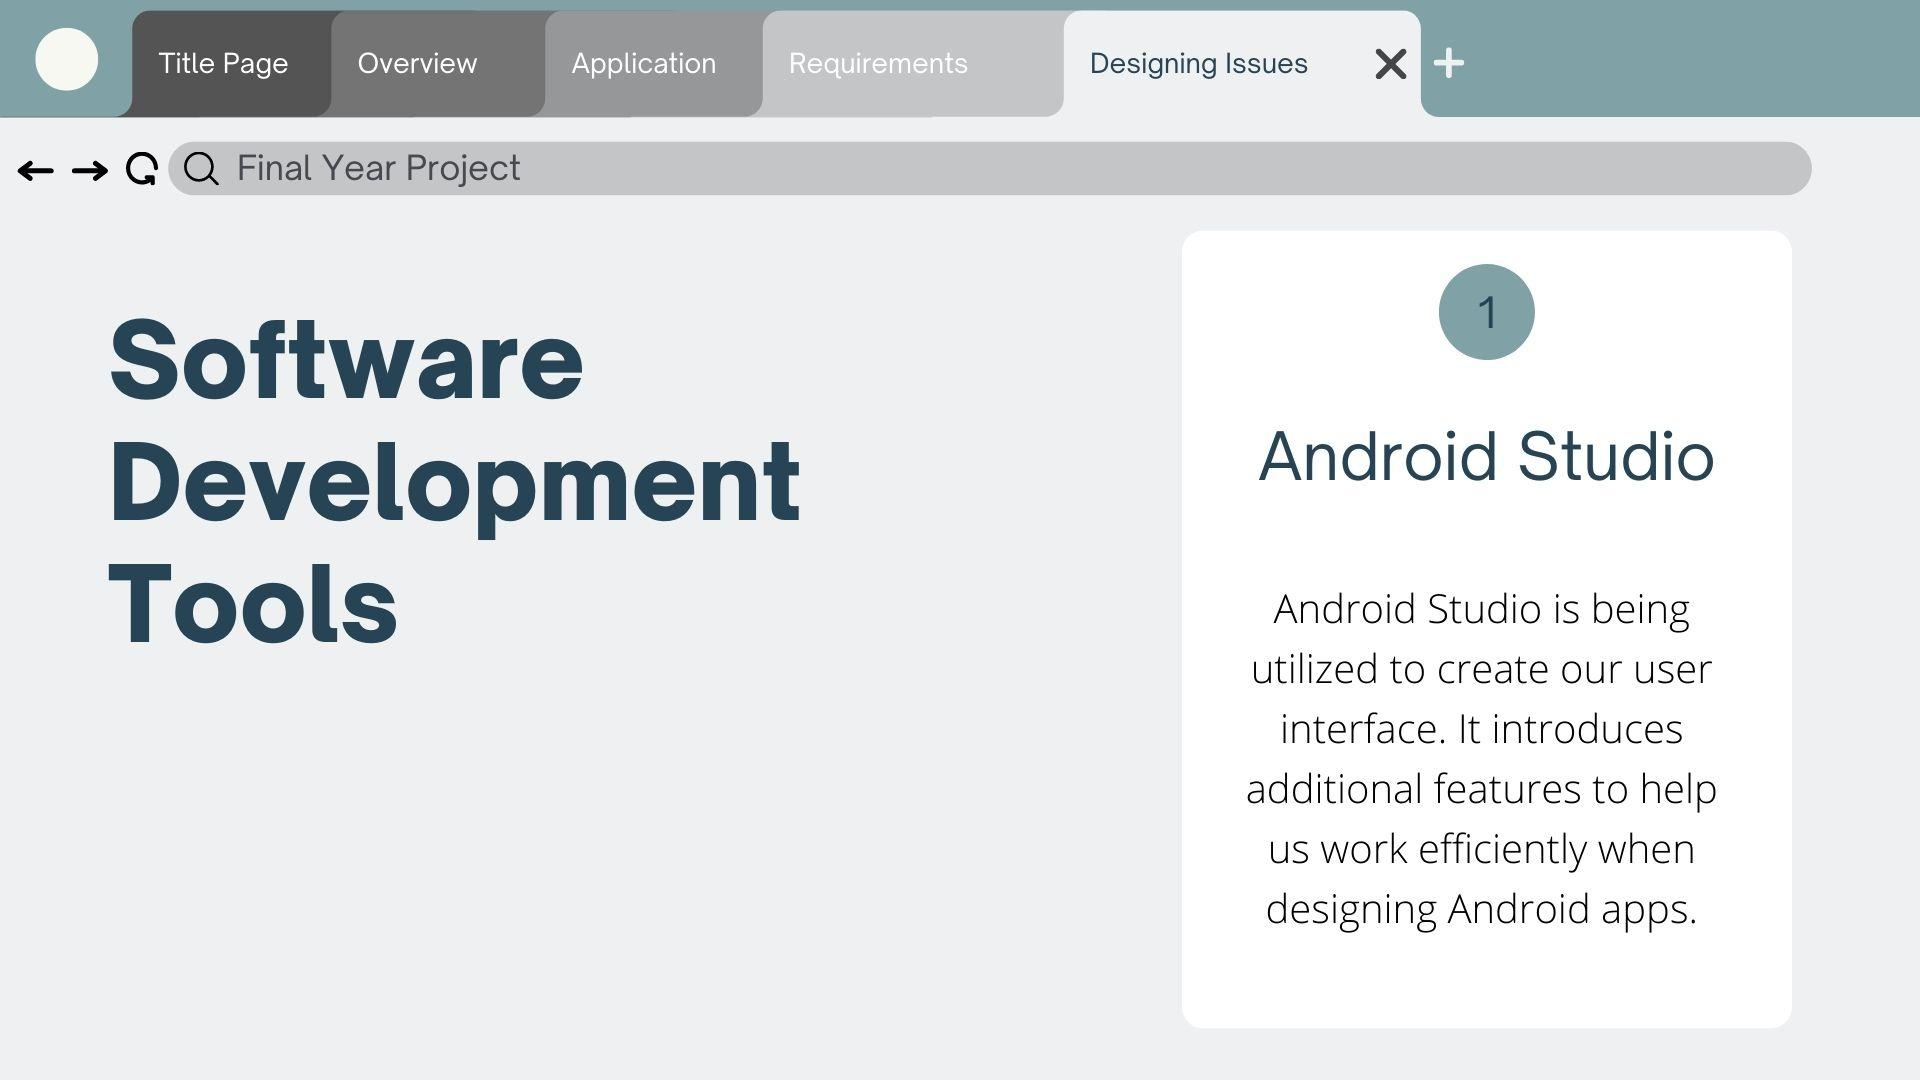 Title Page
Overview
Application
Requirements
Designing Issues
Final Year Project
Software
Development
Tools
1
Android Studio
Android Studio is being
utilized to create our user
interface. It introduces
additional features to help
us work efficiently when
designing Android apps.